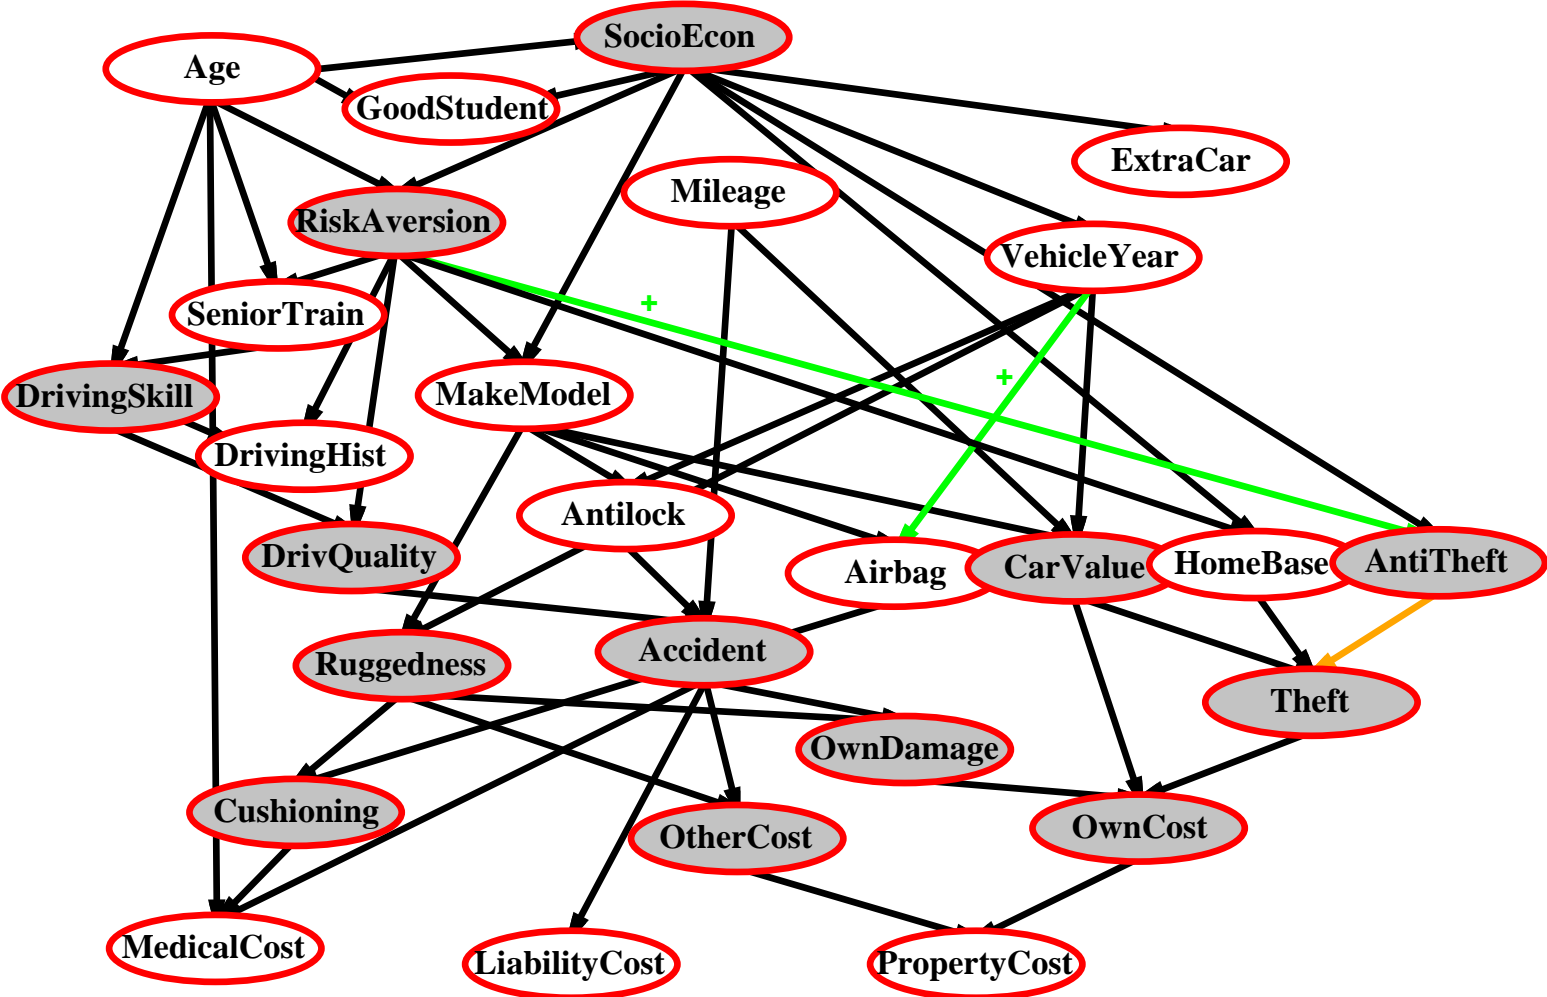 SocioEcon
Age
GoodStudent
ExtraCar
Mileage
RiskAversion
VehicleYear
+
SeniorTrain
+
MakeModel
DrivingSkill
DrivingHist
Antilock
DrivQuality
Airbag
CarValue
HomeBase
AntiTheft
Accident
Ruggedness
Theft
OwnDamage
Cushioning
OtherCost
OwnCost
MedicalCost
LiabilityCost
PropertyCost